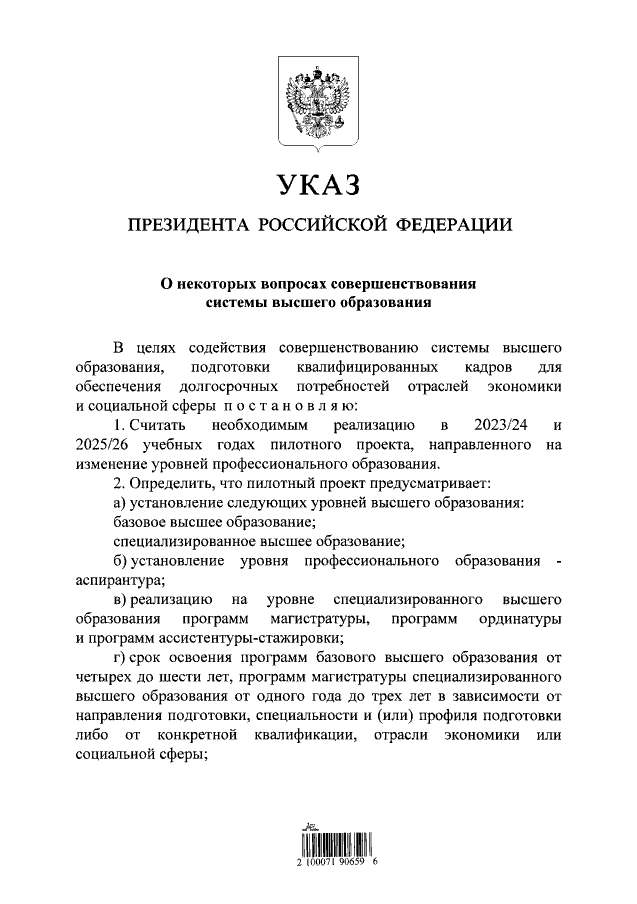 УКАЗ
ПРЕЗИДЕНТА РОССИЙСКОЙ ФЕДЕРАЦИИ
О некоторых вопросах совершенствования
системы высшего образования
В целях содействия совершенствованию системы высшего
образования, подготовки квалифицированных кадров для
обеспечения долгосрочных потребностей отраслей экономики
и социальной сферы п о с т а н о в л я ю:
1. Считать необходимым реализацию в 2023/24 и
2025/26 учебных годах пилотного проекта, направленного на
изменение уровней профессионального образования.
2. Определить, что пилотный проект предусматривает:
а) установление следующих уровней высшего образования:
базовое высшее образование;
специализированное высшее образование;
б) установление уровня профессионального образования -
аспирантура;
в) реализацию на уровне специализированного высшего
образования программ магистратуры, программ ординатуры
и программ ассистентуры-стажировки;
г) срок освоения программ базового высшего образования от
четырех до шести лет, программ магистратуры специализированного
высшего образования от одного года до трех лет в зависимости от
направления подготовки, специальности и (или) профиля подготовки
либо от конкретной квалификации, отрасли экономики или
социальной сферы;
2 100071 90659 6